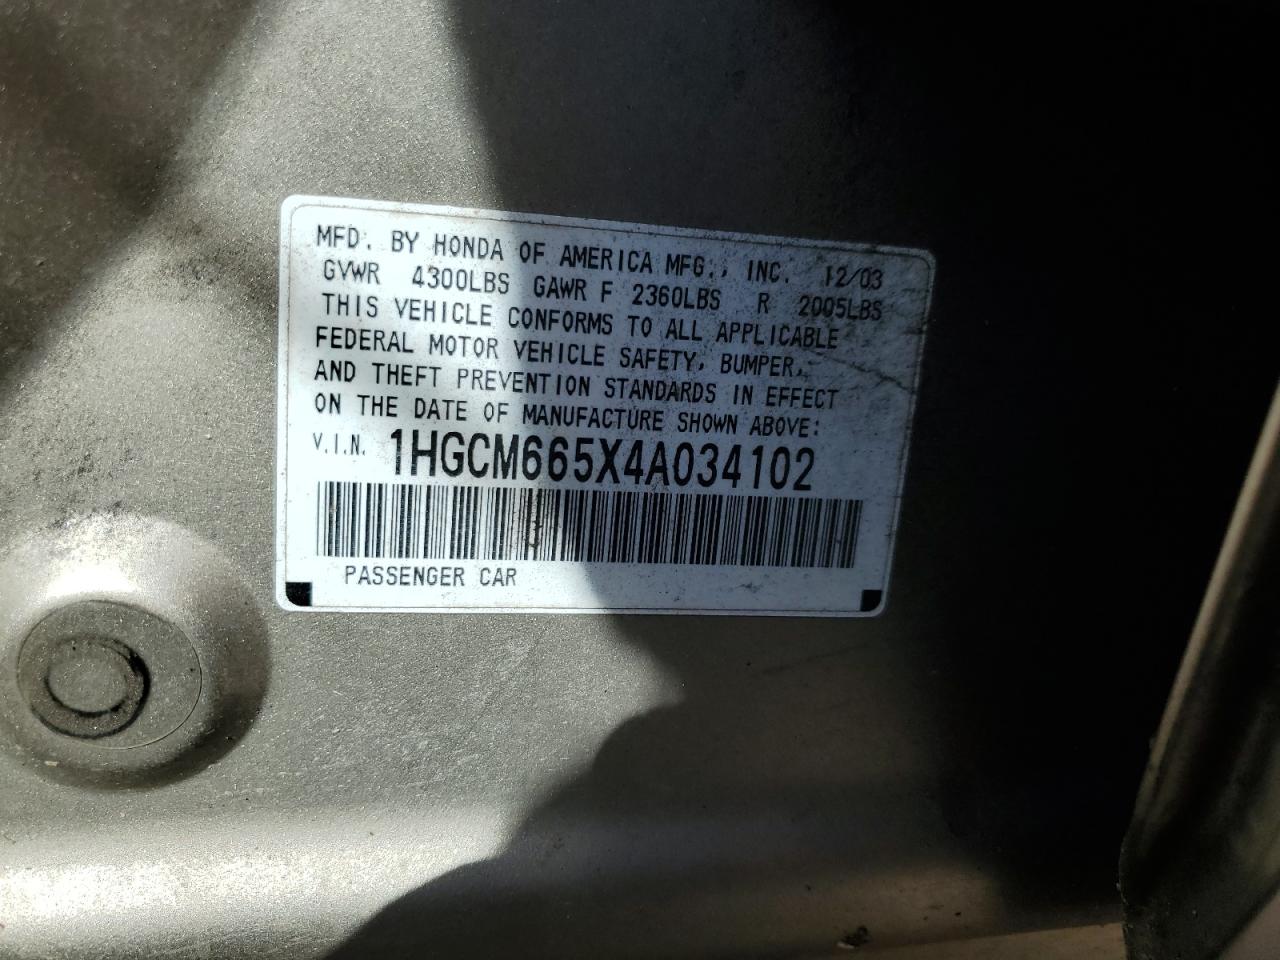 MFD. BY HONDA OF AMERICA MFG., INC. 12/03
GVWR 4300LBS GAWR F 2360LBS R 2005LBS
THIS VEHICLE CONFORMS TO ALL APPLICABLE
FEDERAL MOTOR VEHICLE SAFETY, BUMPER,
AND THEFT PREVENTION STANDARDS IN EFFECT
ON THE DATE OF MANUFACTURE SHOWN ABOVE:
V.I.N. 1HGCM665X4A034102
PASSENGER CAR